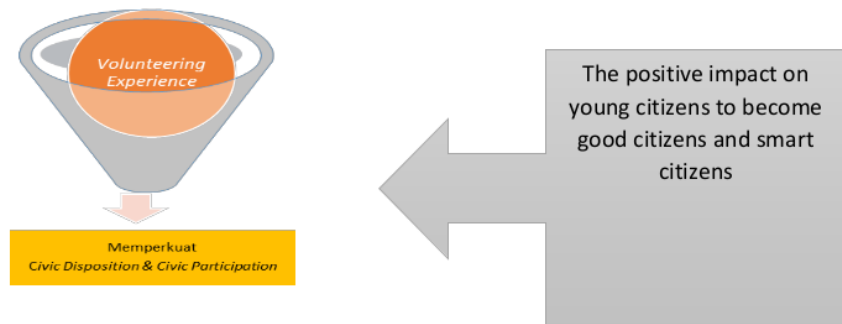 Volunteering
Experience
Memperkuat
Civic Disposition & Civic Participation
The positive impact on
young citizens to become
good citizens and smart
citizens